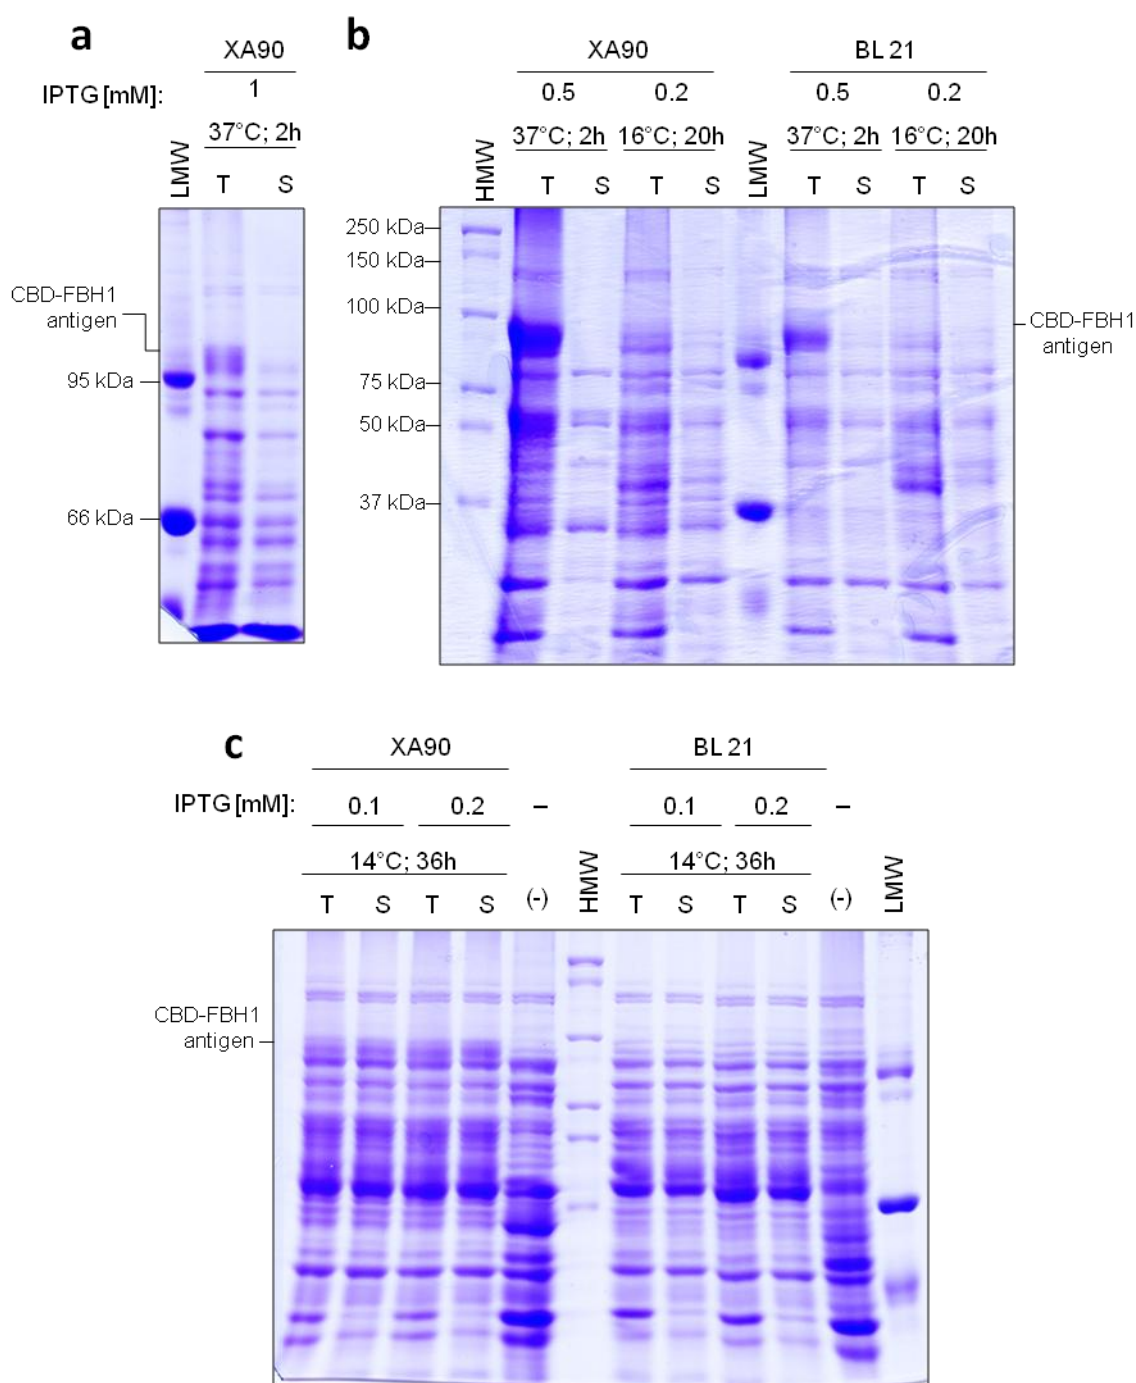 a
XA90
IPTG [mM]:
1
37°C; 2h
LMW
T
S
CBD-FBH1
antigen
95 kDa
66 kDa
b
XA90
BL 21
0.5
0.2
0.5
0.2
37°C; 2h
16°C; 20h
37°C; 2h
16°C; 20h
HMW
T
S
T
S
LMW
T
S
T
S
250 kDa
150 kDa
100 kDa
75 kDa
50 kDa
37 kDa
CBD-FBH1
antigen
c
XA90
BL 21
IPTG [mM]:
0.1
0.2
–
0.1
0.2
–
14°C; 36h
14°C; 36h
T
S
T
S
(-)
HMW
T
S
T
S
(-)
LMW
CBD-FBH1
antigen